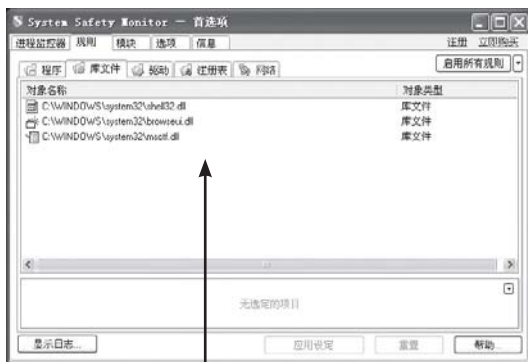 System Safety Monitor — 首选项
进程监控器 规则 模块 选项 信息 注册 立即购买
程序 库文件 驱动 注册表 网络 启用所有规则
对象名称 对象类型
C:\WINDOWS\system32\shell32.dll 库文件
C:\WINDOWS\system32\browseui.dll 库文件
C:\WINDOWS\system32\msctf.dll 库文件
无选定的项目
显示日志... 应用设定 重置 帮助...